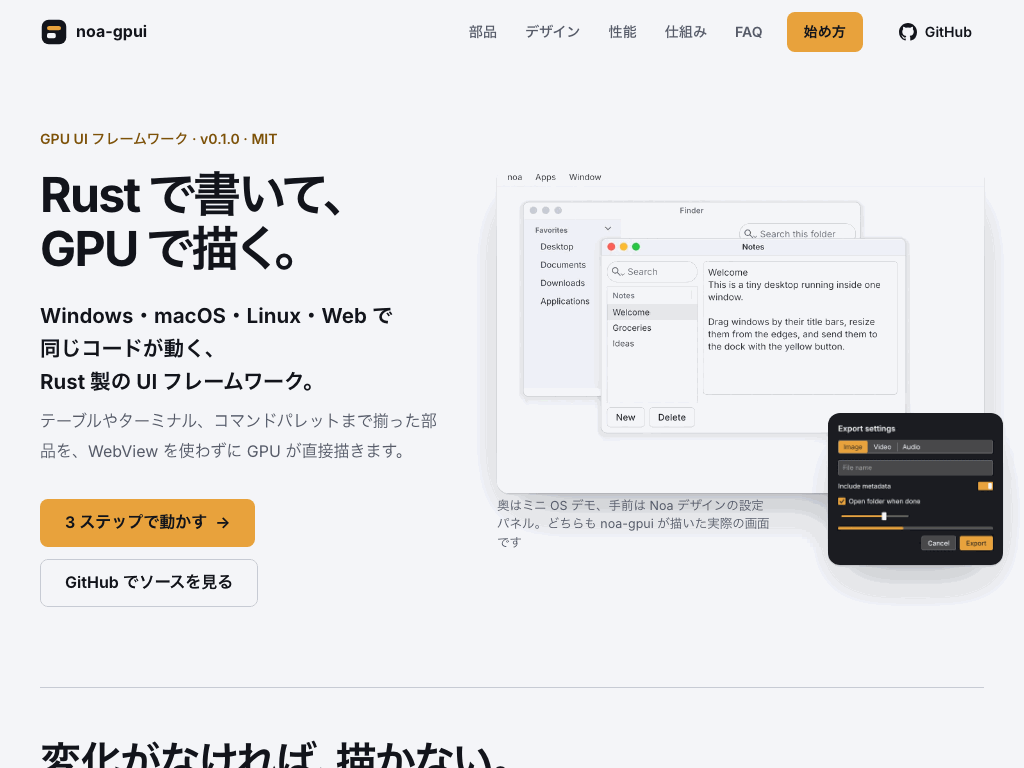 noa-gpui
部品 デザイン 性能 仕組み FAQ 始め方 GitHub
GPU UI フレームワーク · v0.1.0 · MIT
Rust で書いて、
GPU で描く。
Windows・macOS・Linux・Web で
同じコードが動く、
Rust 製の UI フレームワーク。
テーブルやターミナル、コマンドパレットまで揃った部
品を、WebView を使わずに GPU が直接描きます。
3 ステップで動かす →
GitHub でソースを見る
noa Apps Window
Finder
Favorites
Desktop
Documents
Downloads
Applications
Search this folder
Notes
Search
Notes
Welcome
Groceries
Ideas
New Delete
Welcome
This is a tiny desktop running inside one
window.
Drag windows by their title bars, resize
them from the edges, and send them to
the dock with the yellow button.
Export settings
Image Video Audio
File name
Include metadata
Open folder when done
Cancel Export
奥はミニ OS デモ、手前は Noa デザインの設定
パネル。どちらも noa-gpui が描いた実際の画面
です
変化がなければ、描かない。